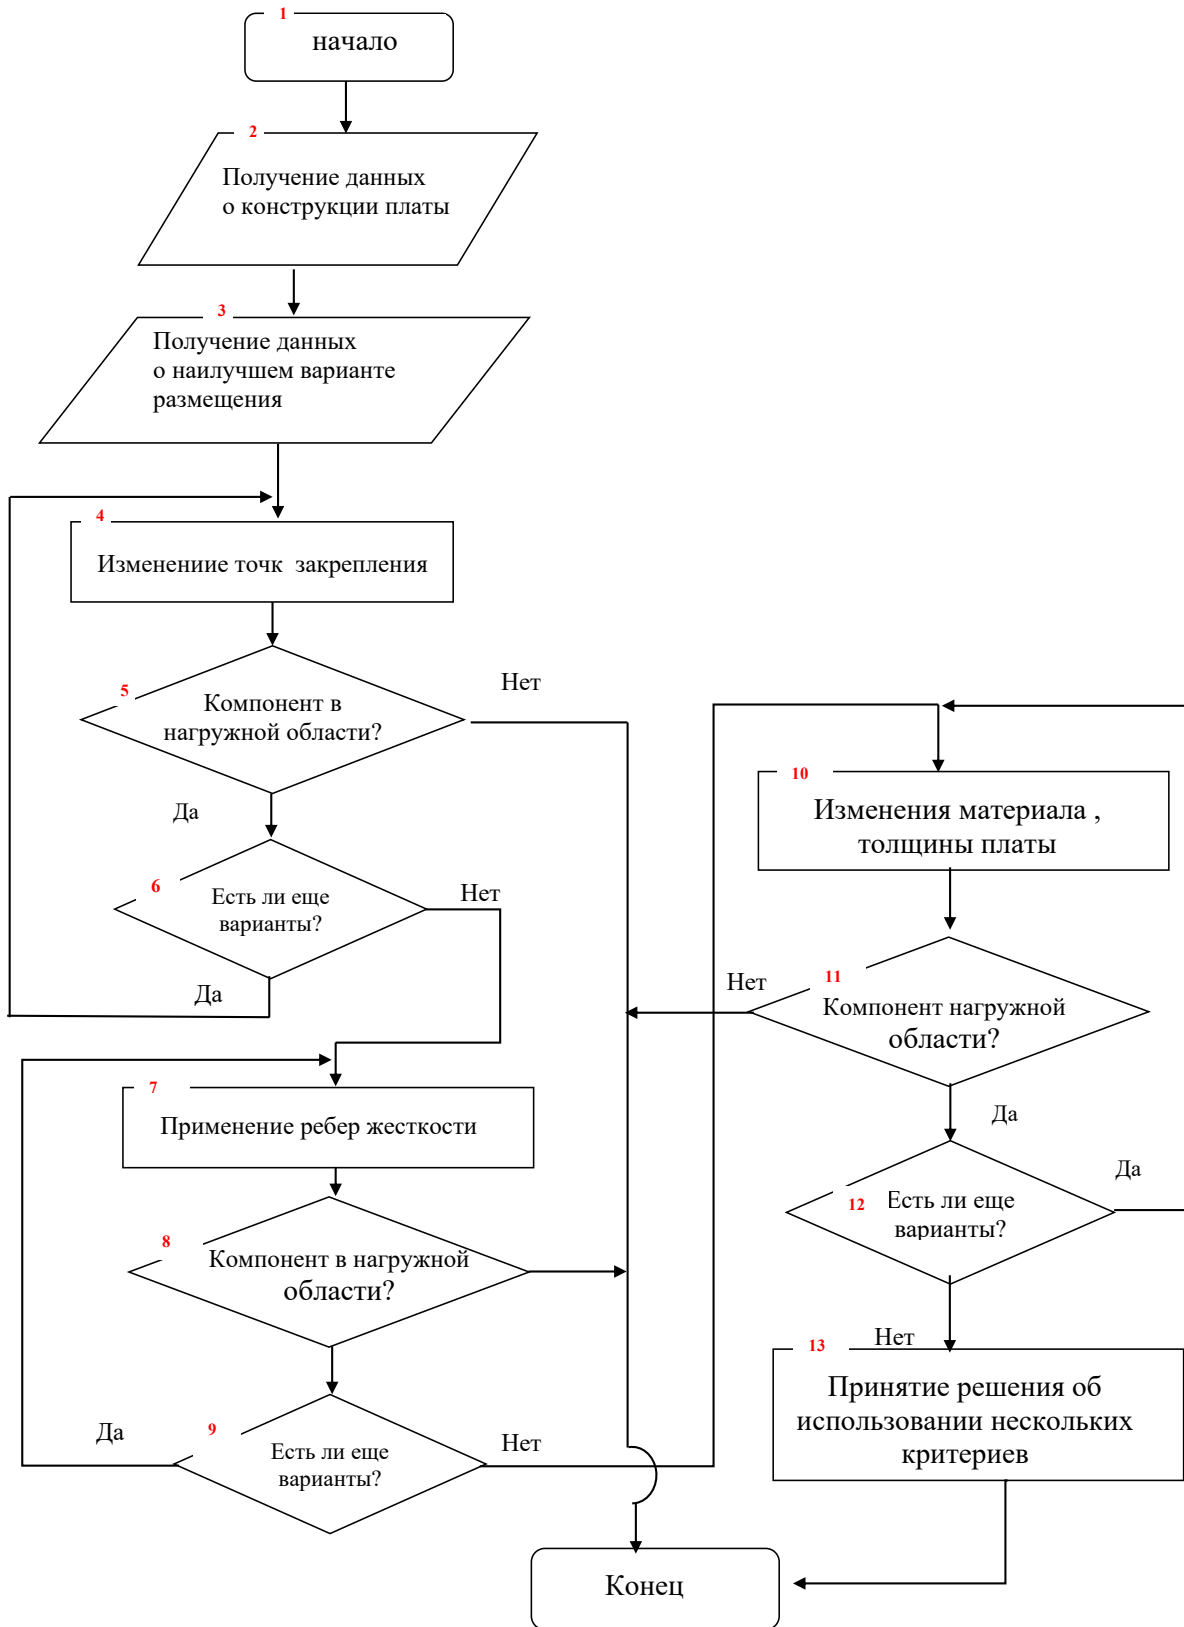 1
начало
2
Получение данных
о конструкции платы
3
Получение данных
о наилучшем варианте
размещения
4
Изменениие точк закрепления
5
Компонент в
нагружной области?
Нет
Да
6
Есть ли еще
варианты?
Нет
Да
7
Применение ребер жесткости
8
Компонент в нагружной
области?
9
Есть ли еще
варианты?
Да
Нет
10
Изменения материала ,
толщины платы
11
Компонент нагружной
области?
Нет
Да
12
Есть ли еще
варианты?
Да
Нет
13
Принятие решения об
использовании нескольких
критериев
Конец